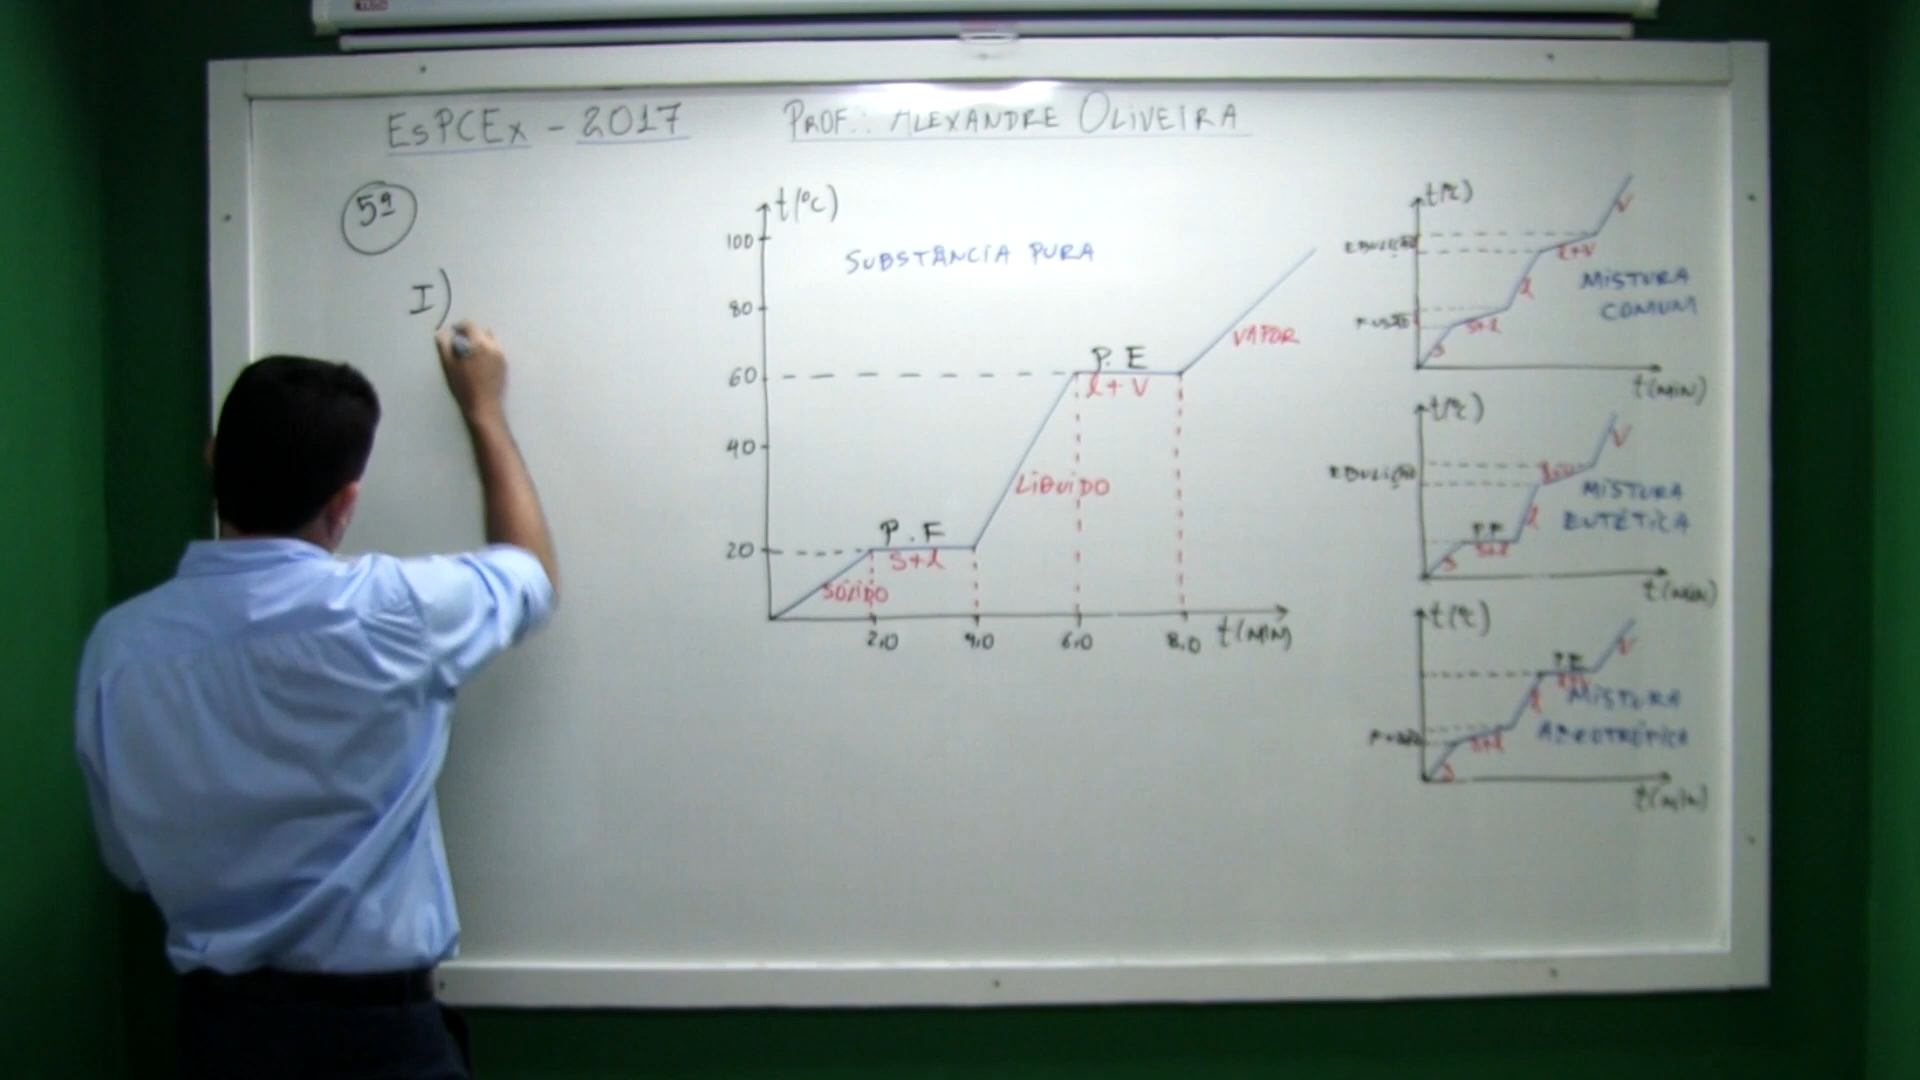 EsPCEx - 2017 PROF.: ALEXANDRE OLIVEIRA
5ª
I)
t(°C)
SUBSTÂNCIA PURA
100
80
60
40
20
P.E
l+V
VAPOR
LÍQUIDO
P.F
S+l
SÓLIDO
2,0 4,0 6,0 8,0 t(MIN)
t(°C)
EBULIÇÃO
FUSÃO
V
l+V
l
S+l
S
MISTURA
COMUM
t(MIN)
t(°C)
EBULIÇÃO
V
l
P.F
S+l
S
MISTURA
EUTÉTICA
t(MIN)
t(°C)
P.E
V
l
S+l
S
MISTURA
AZEOTRÓPICA
t(MIN)